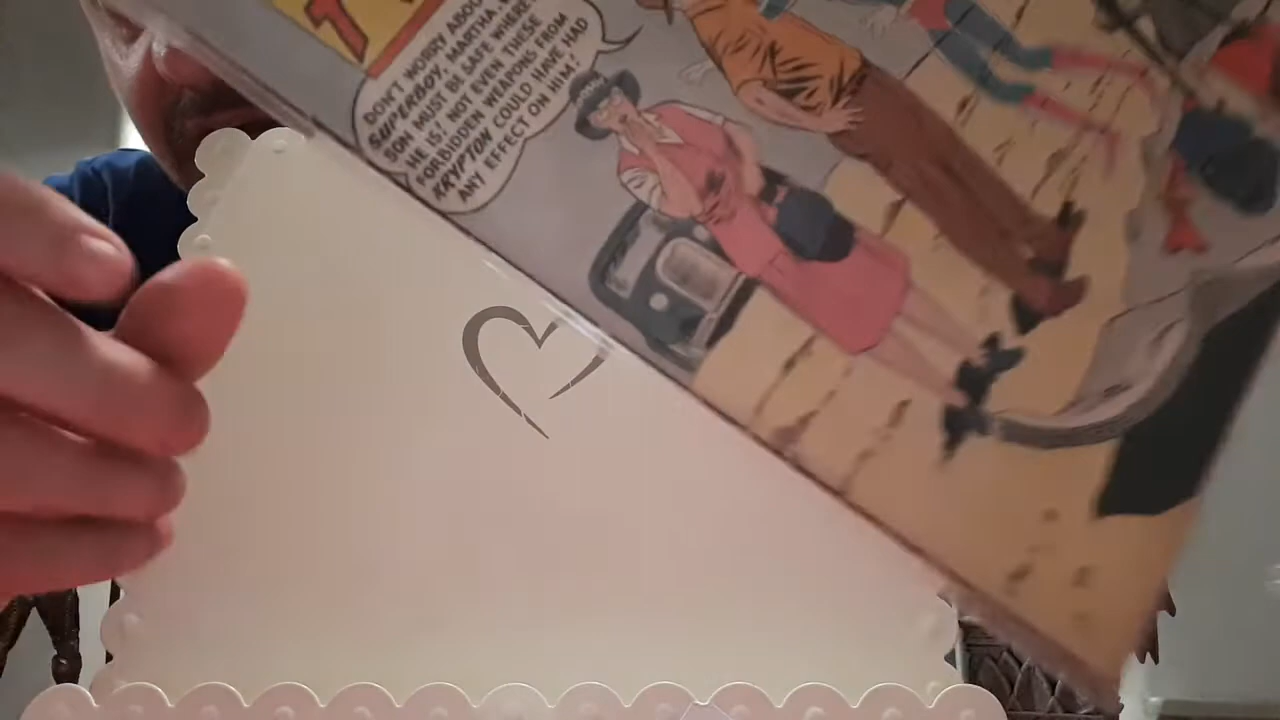 DON'T WORRY ABOU
SUPERBOY, MARTHA.
SON MUST BE SAFE WHERE
HE IS! NOT EVEN THESE
FORBIDDEN WEAPONS FROM
KRYPTON COULD HAVE HAD
ANY EFFECT ON HIM!